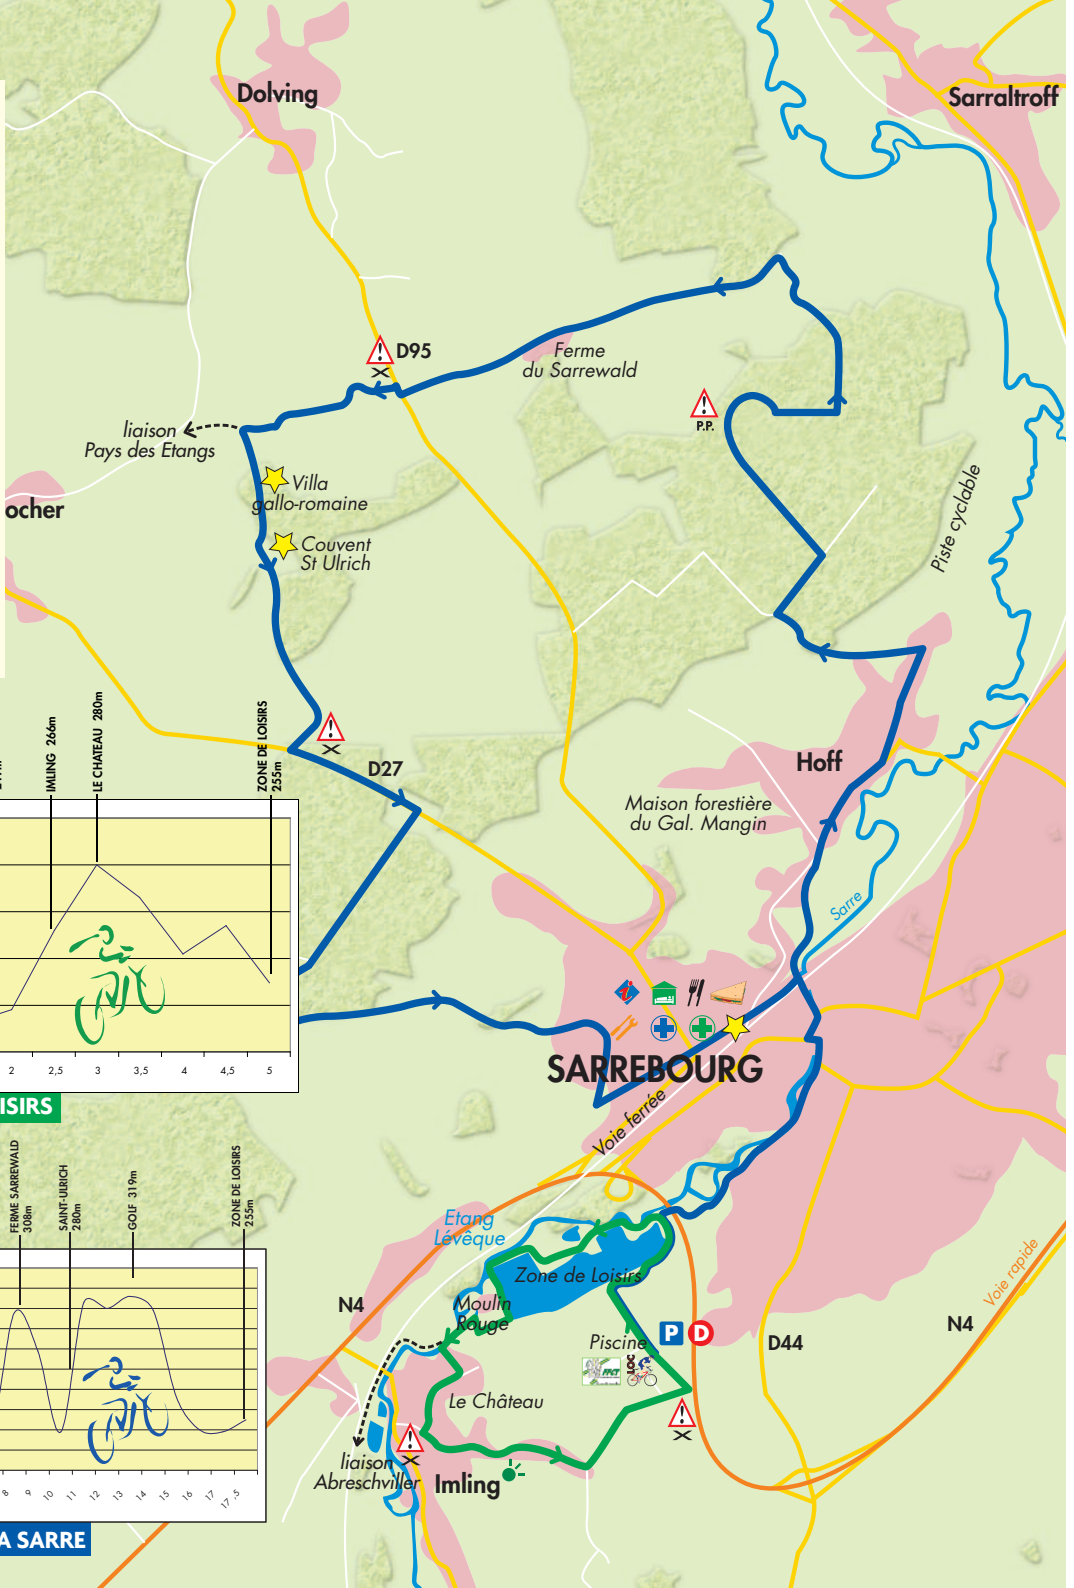 Dolving
Sarraltroff
D95
Ferme
du Sarrewald
P.P.
liaison
Pays des Etangs
Villa
gallo-romaine
ocher
Couvent
St Ulrich
Piste cyclable
IMLING 266m
LE CHATEAU 280m
ZONE DE LOISIRS
255m
D27
Hoff
Maison forestière
du Gal. Mangin
Sarre
SARREBOURG
2
2,5
3
3,5
4
4,5
5
ISIRS
Voie ferrée
FERME SARREWALD
308m
SAINT-ULRICH
280m
GOLF 319m
ZONE DE LOISIRS
255m
Etang
Lévêque
Zone de Loisirs
Moulin
Rouge
N4
Piscine
P
D
LOC
D44
N4
Voie rapide
Le Château
liaison
Abreschviller
Imling
8
9
10
11
12
13
14
15
16
17
17,5
A SARRE